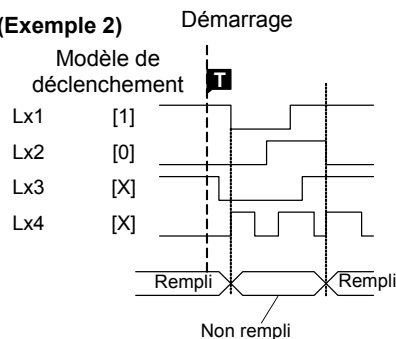 (Exemple 2)
Démarrage
Modèle de
déclenchement
T
Lx1 [1]
Lx2 [0]
Lx3 [X]
Lx4 [X]
Rempli
Rempli
Non rempli